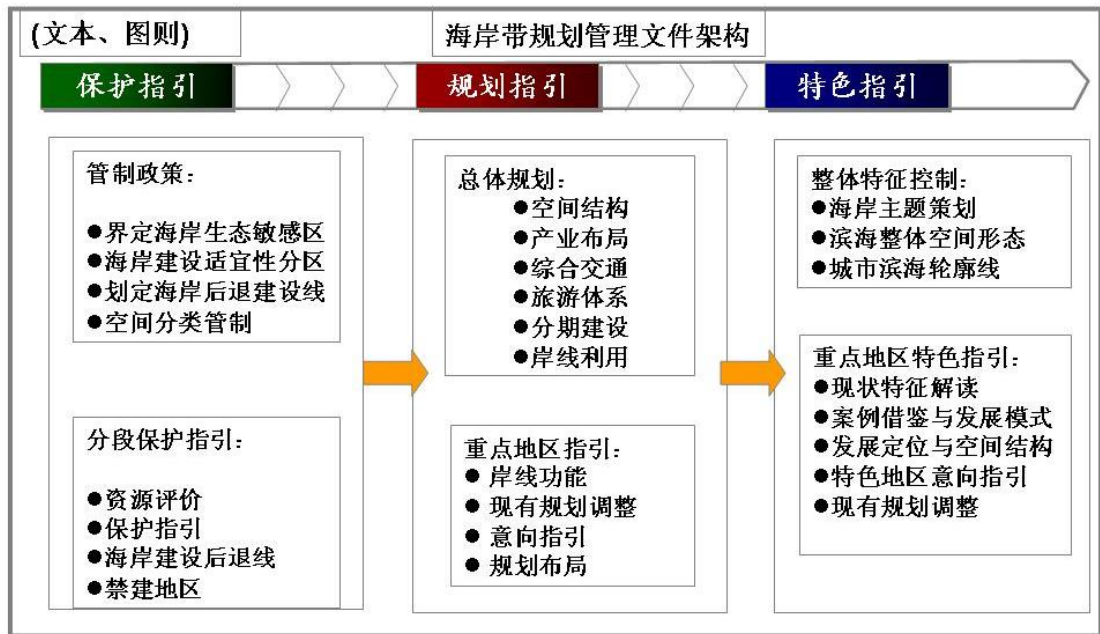 (文本、图则)
海岸带规划管理文件架构
保护指引
规划指引
特色指引
管制政策：
●界定海岸生态敏感区
●海岸建设适宜性分区
●划定海岸后退建设线
●空间分类管制
分段保护指引：
●资源评价
●保护指引
●海岸建设后退线
●禁建地区
总体规划：
●空间结构
●产业布局
●综合交通
●旅游体系
●分期建设
●岸线利用
重点地区指引：
● 岸线功能
● 现有规划调整
● 意向指引
● 规划布局
整体特征控制：
●海岸主题策划
●滨海整体空间形态
●城市滨海轮廓线
重点地区特色指引：
●现状特征解读
●案例借鉴与发展模式
●发展定位与空间结构
●特色地区意向指引
●现有规划调整